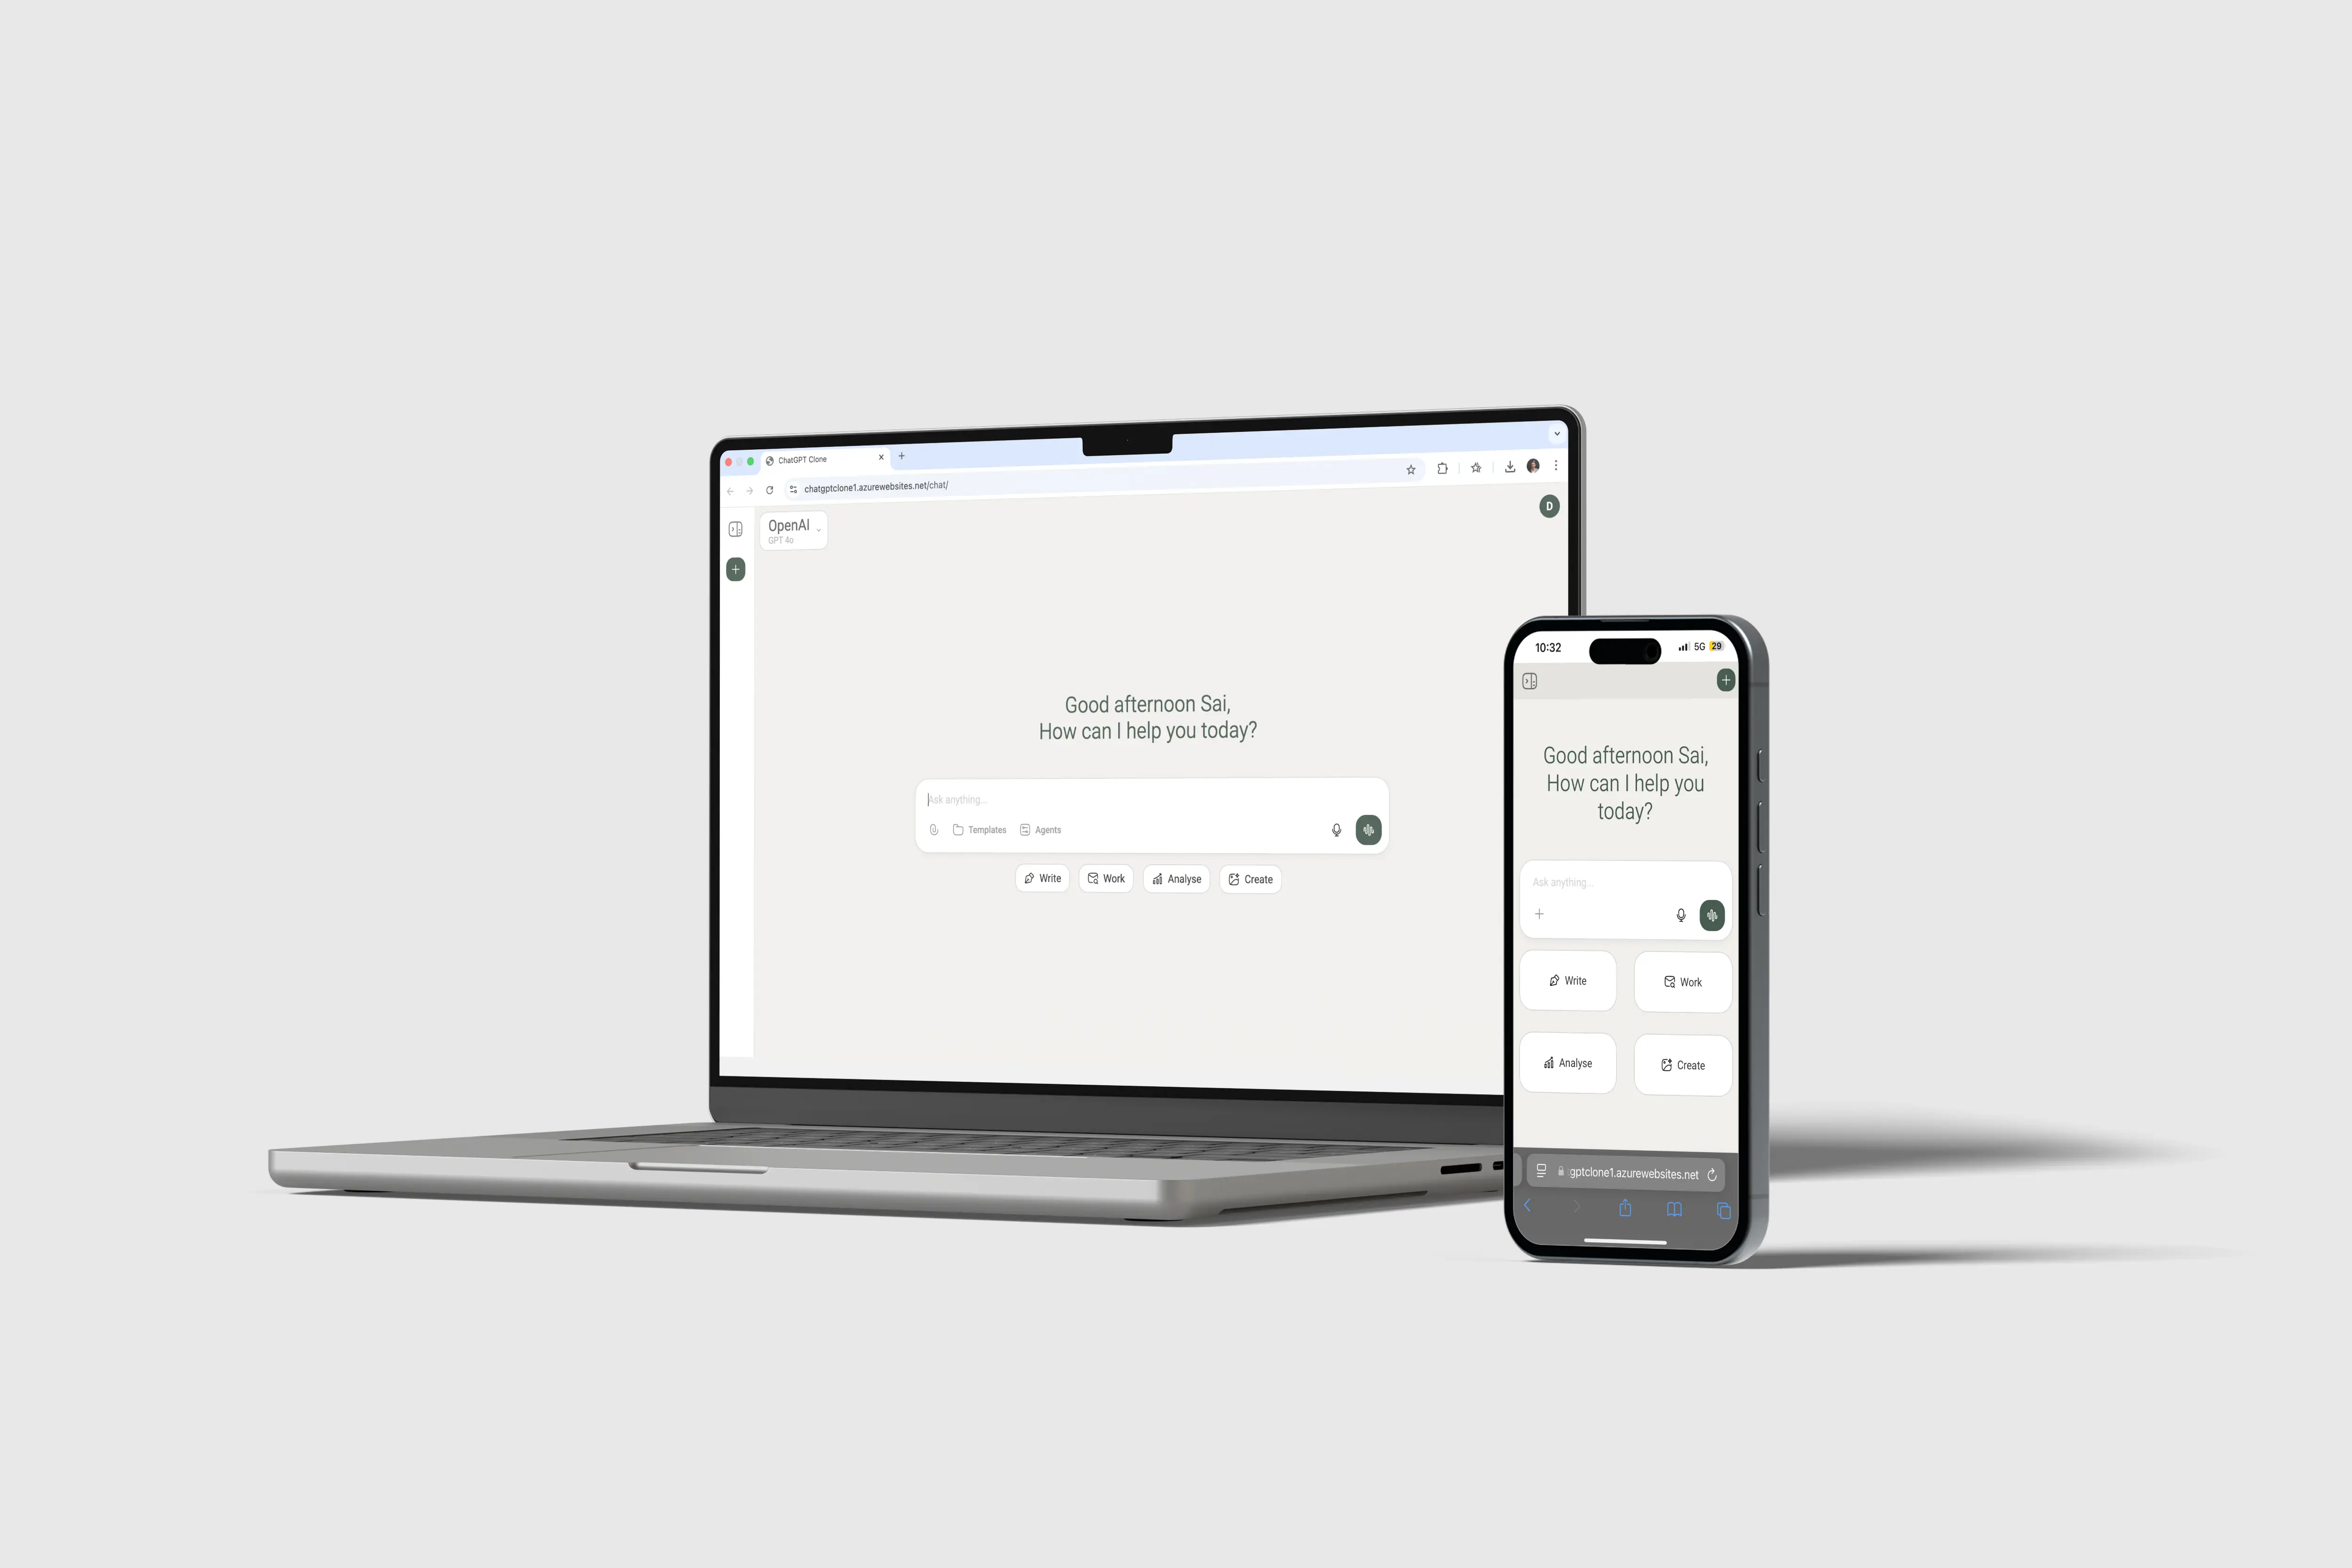 ChatGPT Clone
chatgptclone1.azurewebsites.net/chat/
OpenAI
GPT 4o
D
Good afternoon Sai,
How can I help you today?
Ask anything...
Templates Agents
Write Work Analyse Create
10:32 5G 29
Good afternoon Sai,
How can I help you
today?
Ask anything...
Write Work
Analyse Create
gptclone1.azurewebsites.net